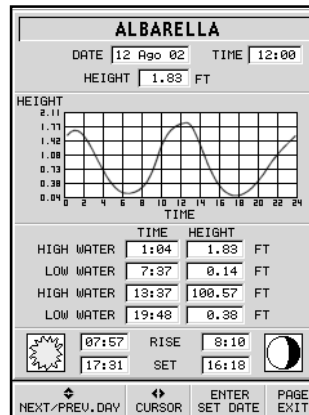 ALBARELLA
DATE 12 Ago 02 TIME 12:00
HEIGHT 1.83 FT
HEIGHT
2.11
1.77
1.42
1.08
0.73
0.38
0.04
0 2 4 6 8 10 12 14 16 18 20 22 24
TIME
TIME HEIGHT
HIGH WATER 1:04 1.83 FT
LOW WATER 7:37 0.14 FT
HIGH WATER 13:37 100.57 FT
LOW WATER 19:48 0.38 FT
07:57 RISE 8:10
17:31 SET 16:18
NEXT/PREV.DAY CURSOR ENTER SET DATE PAGE EXIT